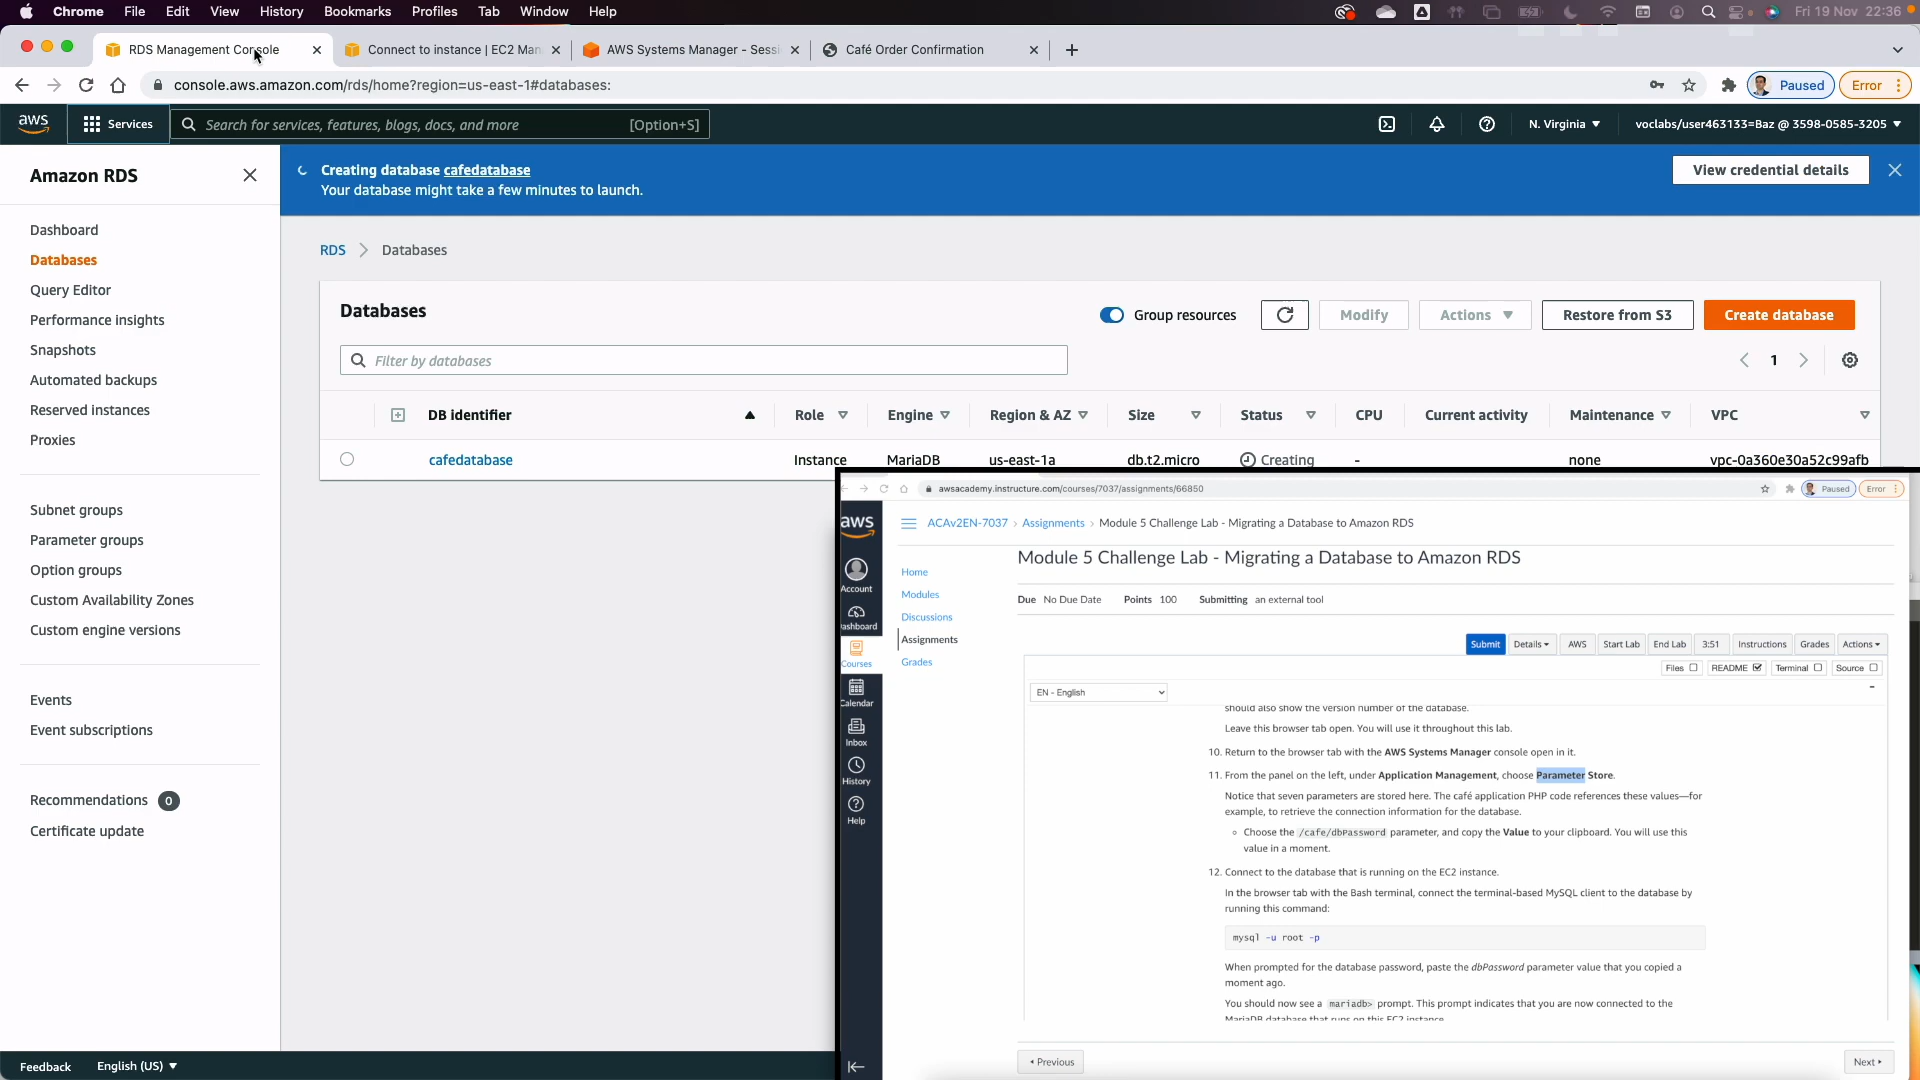 Chrome File Edit View History Bookmarks Profiles Tab Window Help
Fri 19 Nov 22:36
RDS Management Console
Connect to instance | EC2 Man
AWS Systems Manager - Sessi
Café Order Confirmation
console.aws.amazon.com/rds/home?region=us-east-1#databases:
Paused
Error
aws
Services
Search for services, features, blogs, docs, and more
[Option+S]
N. Virginia
voclabs/user463133=Baz @ 3598-0585-3205
Amazon RDS
Dashboard
Databases
Query Editor
Performance insights
Snapshots
Automated backups
Reserved instances
Proxies
Subnet groups
Parameter groups
Option groups
Custom Availability Zones
Custom engine versions
Events
Event subscriptions
Recommendations 0
Certificate update
Creating database cafedatabase
Your database might take a few minutes to launch.
View credential details
RDS Databases
Databases
Group resources
Modify
Actions
Restore from S3
Create database
Filter by databases
1
DB identifier Role Engine Region & AZ Size Status CPU Current activity Maintenance VPC
cafedatabase Instance MariaDB us-east-1a db.t2.micro Creating - none vpc-0a360e30a52c99afb
awsacademy.instructure.com/courses/7037/assignments/66850
Paused
Error
aws
Account
ashboard
Courses
Calendar
Inbox
History
Help
ACAv2EN-7037 › Assignments › Module 5 Challenge Lab - Migrating a Database to Amazon RDS
Home
Modules
Discussions
Assignments
Grades
Module 5 Challenge Lab - Migrating a Database to Amazon RDS
Due No Due Date Points 100 Submitting an external tool
Submit Details AWS Start Lab End Lab 3:51 Instructions Grades Actions
Files README Terminal Source
EN - English
should also show the version number of the database.
Leave this browser tab open. You will use it throughout this lab.
10. Return to the browser tab with the AWS Systems Manager console open in it.
11. From the panel on the left, under Application Management, choose Parameter Store.
Notice that seven parameters are stored here. The café application PHP code references these values—for
example, to retrieve the connection information for the database.
Choose the /cafe/dbPassword parameter, and copy the Value to your clipboard. You will use this
value in a moment.
12. Connect to the database that is running on the EC2 instance.
In the browser tab with the Bash terminal, connect the terminal-based MySQL client to the database by
running this command:
mysql -u root -p
When prompted for the database password, paste the dbPassword parameter value that you copied a
moment ago.
You should now see a mariadb> prompt. This prompt indicates that you are now connected to the
MariaDB database that runs on this EC2 instance.
Previous
Next
Feedback
English (US)